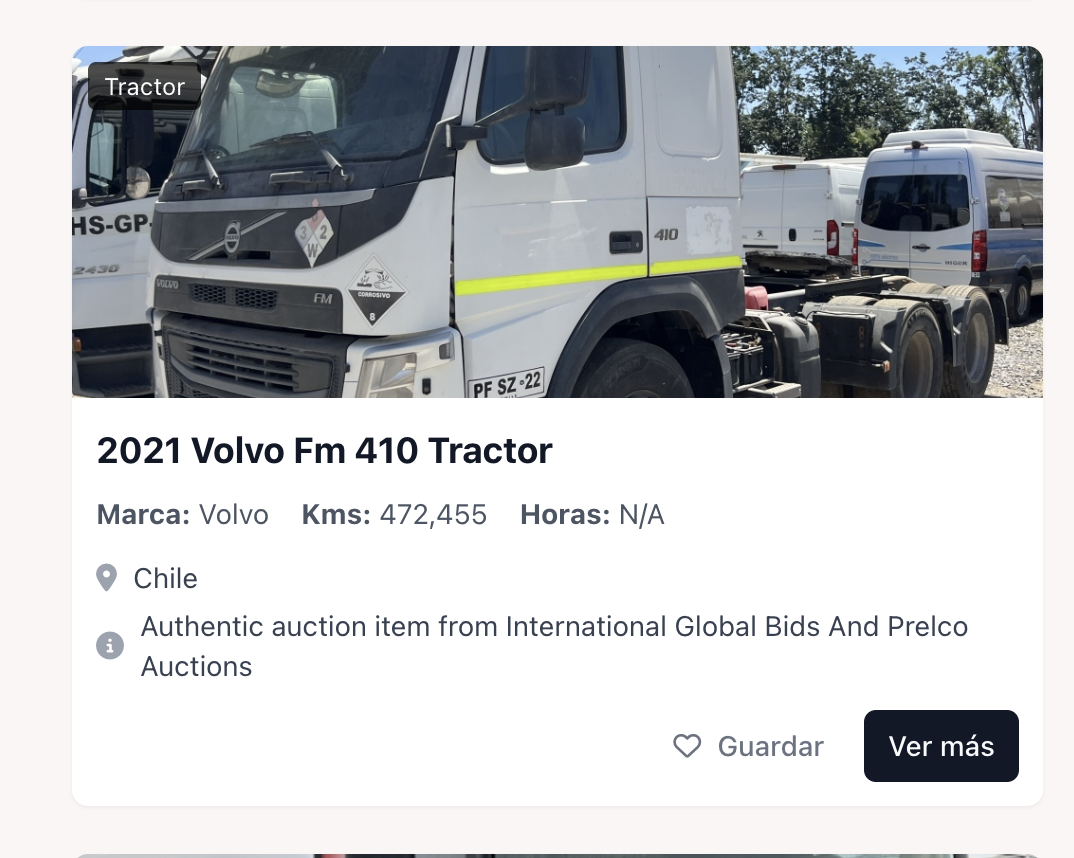 Tractor
HS-GP-
2430
3 2
W
410
VOLVO
FM
CORROSIVO
8
HIGER
PF SZ-22
2021 Volvo Fm 410 Tractor
Marca: Volvo Kms: 472,455 Horas: N/A
Chile
Authentic auction item from International Global Bids And Prelco
Auctions
Guardar Ver más